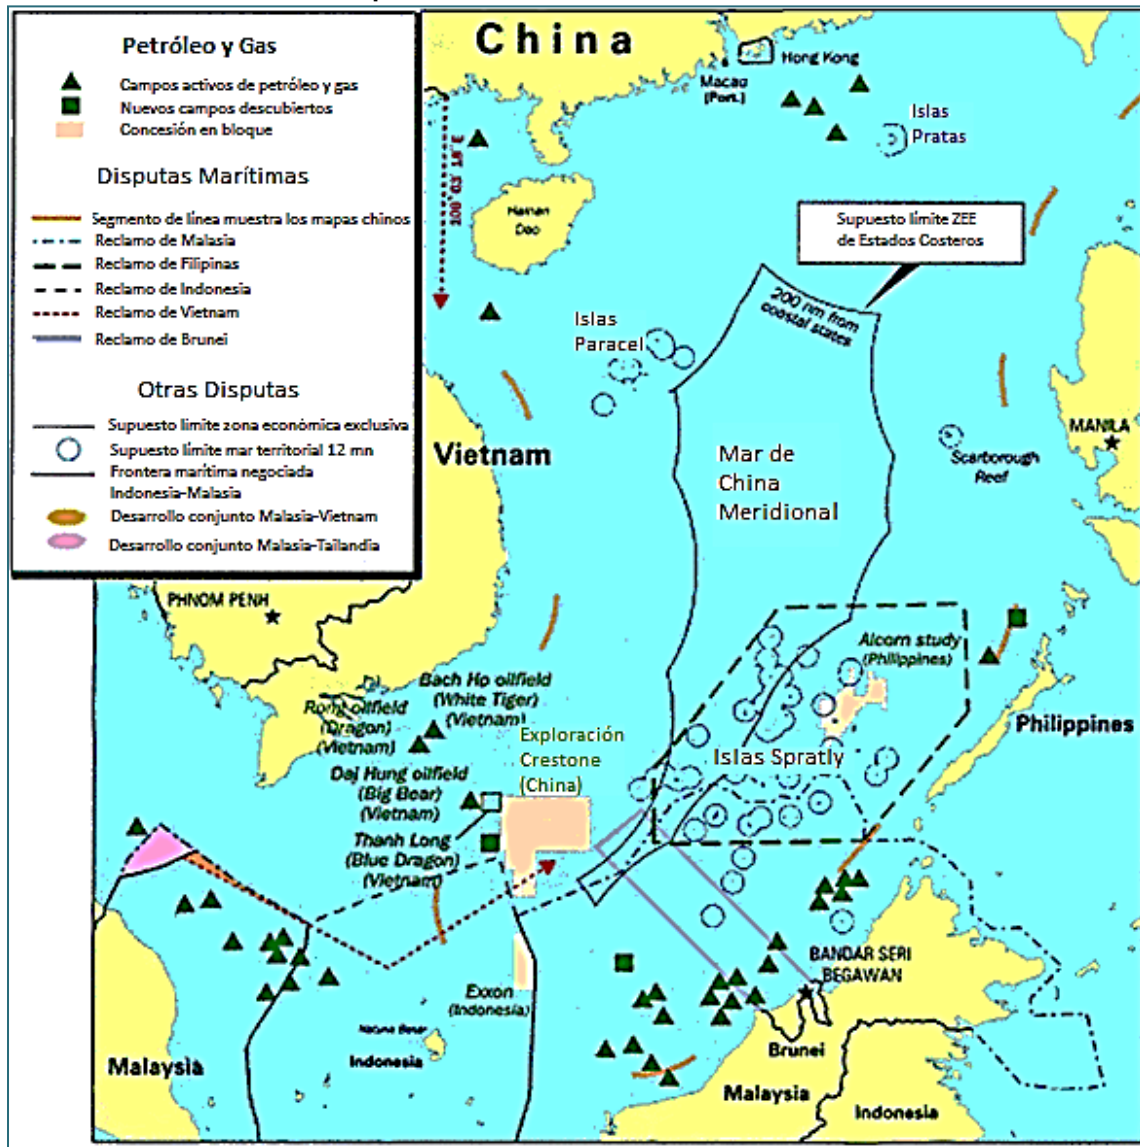 Petróleo y Gas
Campos activos de petróleo y gas
Nuevos campos descubiertos
Concesión en bloque
Disputas Marítimas
Segmento de línea muestra los mapas chinos
Reclamo de Malasia
Reclamo de Filipinas
Reclamo de Indonesia
Reclamo de Vietnam
Reclamo de Brunei
Otras Disputas
Supuesto límite zona económica exclusiva
Supuesto límite mar territorial 12 mn
Frontera marítima negociada
Indonesia-Malasia
Desarrollo conjunto Malasia-Vietnam
Desarrollo conjunto Malasia-Tailandia
China
Hong Kong
Macao
(Port.)
Islas
Pratas
Hainan
Dao
Supuesto límite ZEE
de Estados Costeros
200 nm from
coastal states
Islas
Paracel
MANILA
Vietnam
Scarborough
Reef
Mar de
China
Meridional
PHNOM PENH
Alcorn study
(Philippines)
Bach Ho oilfield
(White Tiger)
(Vietnam)
oilfield
(Dragon)
(Vietnam)
Philippines
Exploración
Crestone
(China)
Islas Spratly
Daj Hung oilfield
(Big Bear)
(Vietnam)
Thanh Long
(Blue Dragon)
(Vietnam)
BANDAR SERI
BEGAWAN
Exxon
(Indonesia)
Indonesia
Malaysia
Brunei
Malaysia
Indonesia